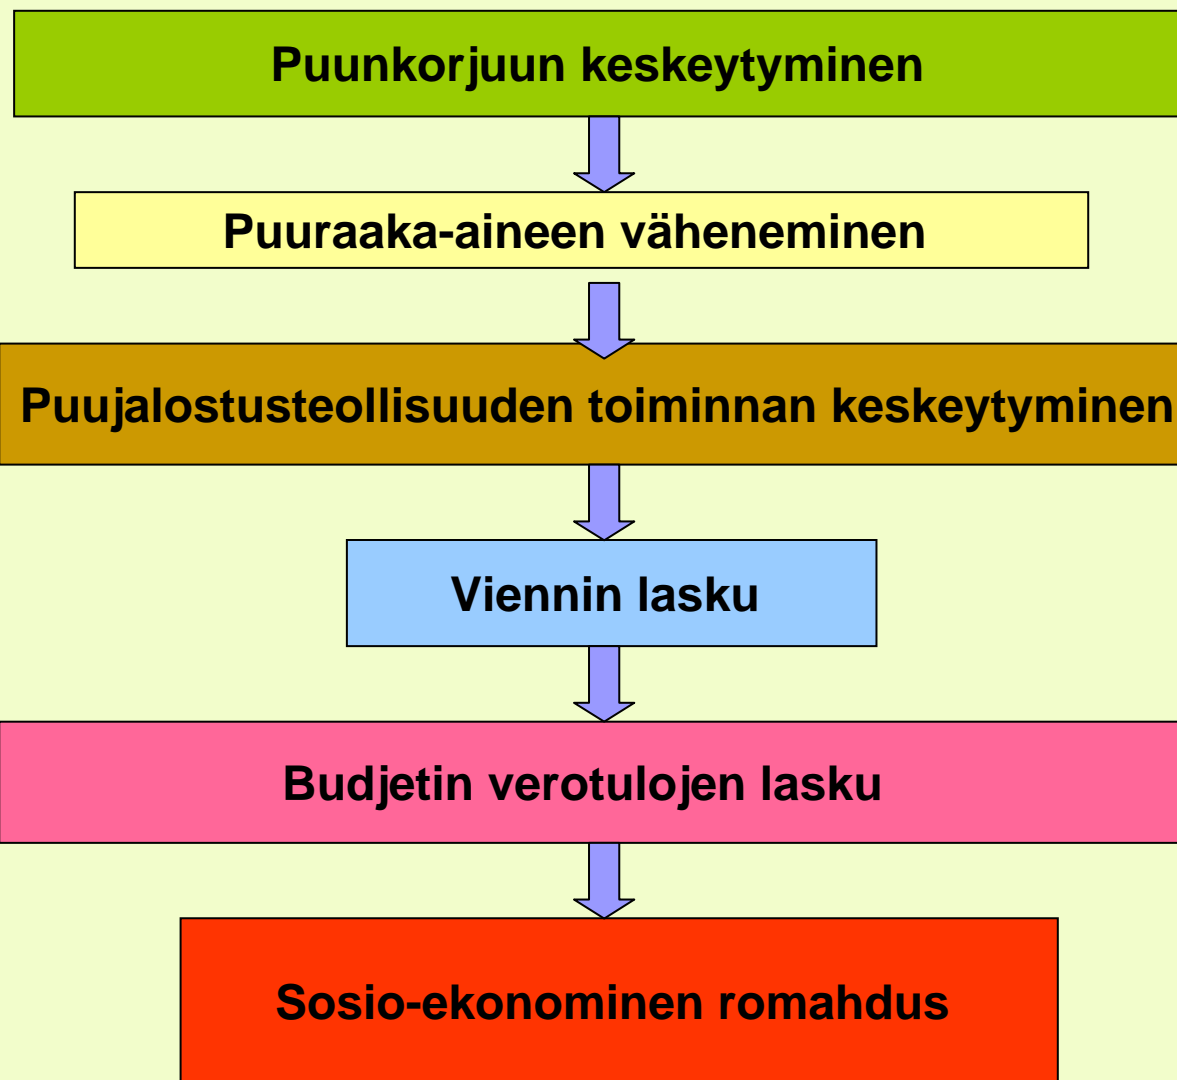 Puunkorjuun keskeytyminen
Puuraaka-aineen väheneminen
Puujalostusteollisuuden toiminnan keskeytyminen
Viennin lasku
Budjetin verotulojen lasku
Sosio-ekonominen romahdus